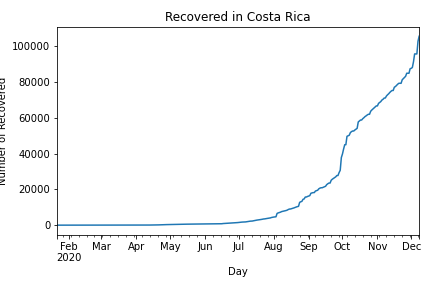 Recovered in Costa Rica
100000
80000
60000
40000
20000
0
Number of Recovered
Feb Mar Apr May Jun Jul Aug Sep Oct Nov Dec
2020
Day